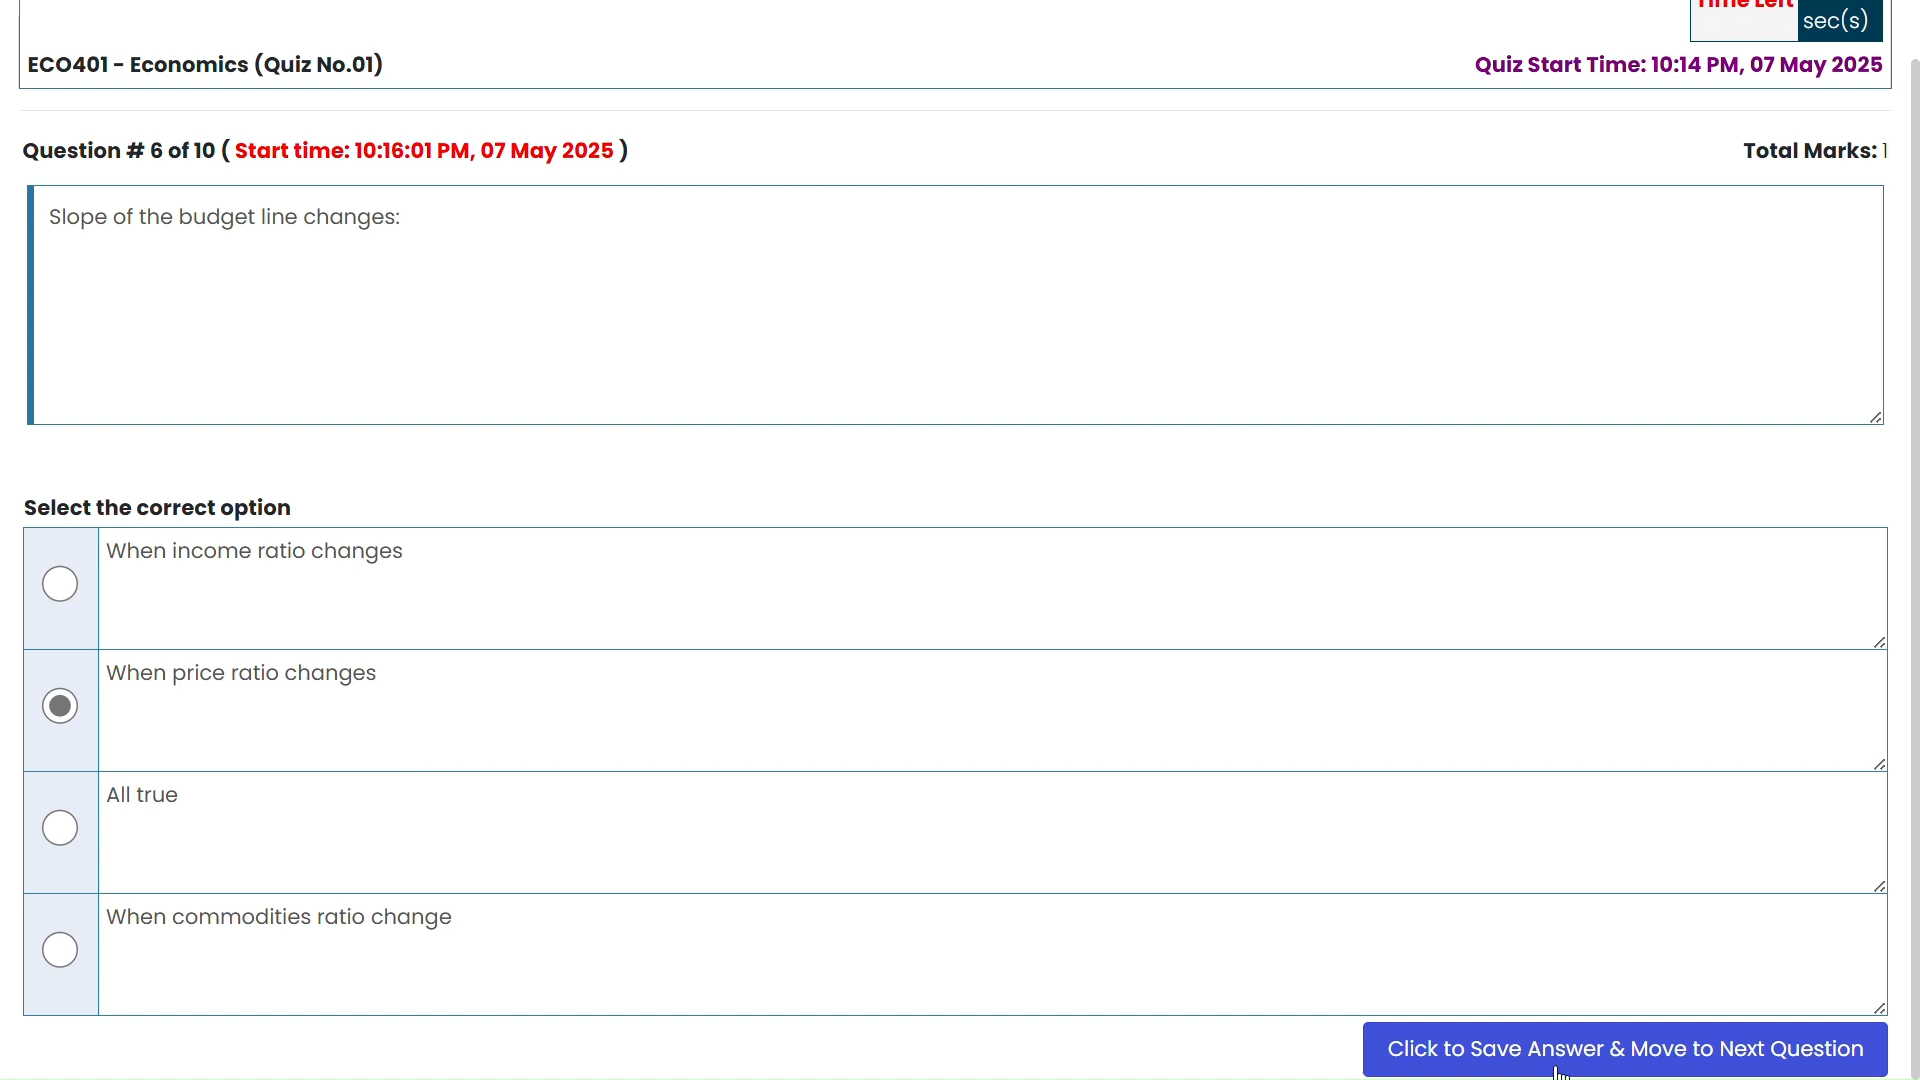 Time Left
sec(s)
ECO401 - Economics (Quiz No.01)
Quiz Start Time: 10:14 PM, 07 May 2025
Question # 6 of 10 ( Start time: 10:16:01 PM, 07 May 2025 )
Total Marks: 1
Slope of the budget line changes:
Select the correct option
When income ratio changes
When price ratio changes
All true
When commodities ratio change
Click to Save Answer & Move to Next Question